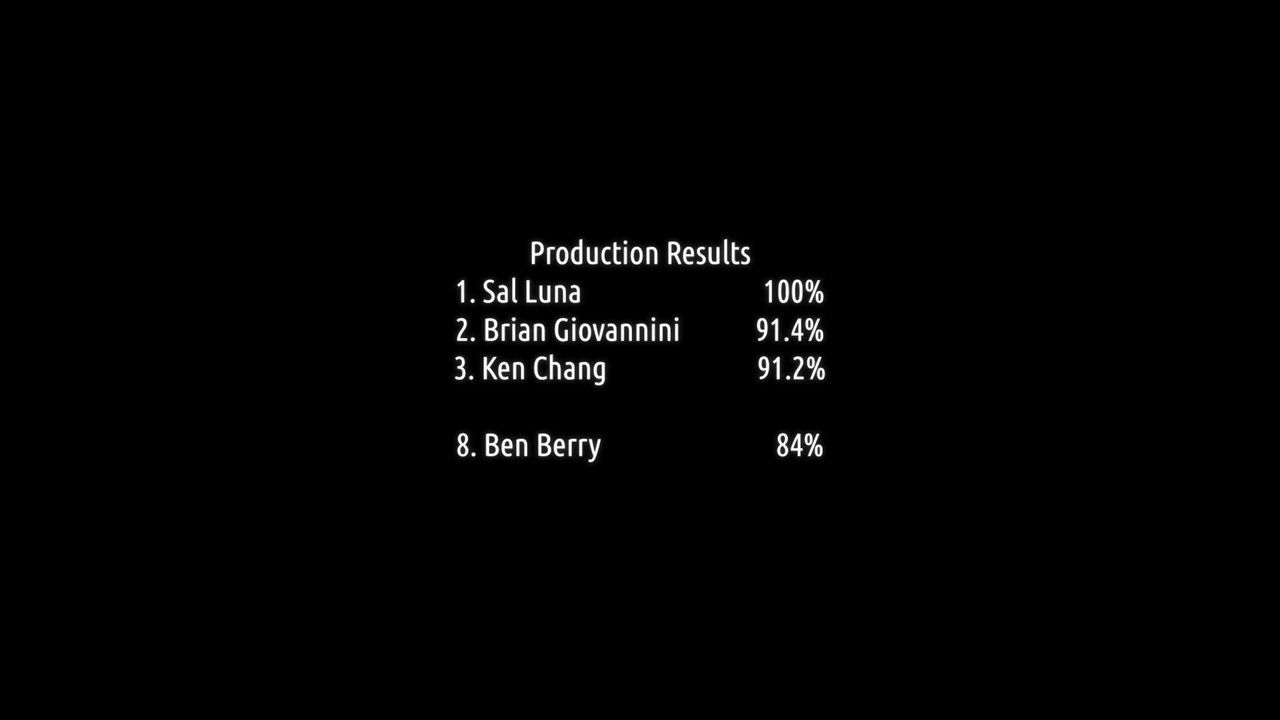 Production Results
1. Sal Luna 100%
2. Brian Giovannini 91.4%
3. Ken Chang 91.2%
8. Ben Berry 84%